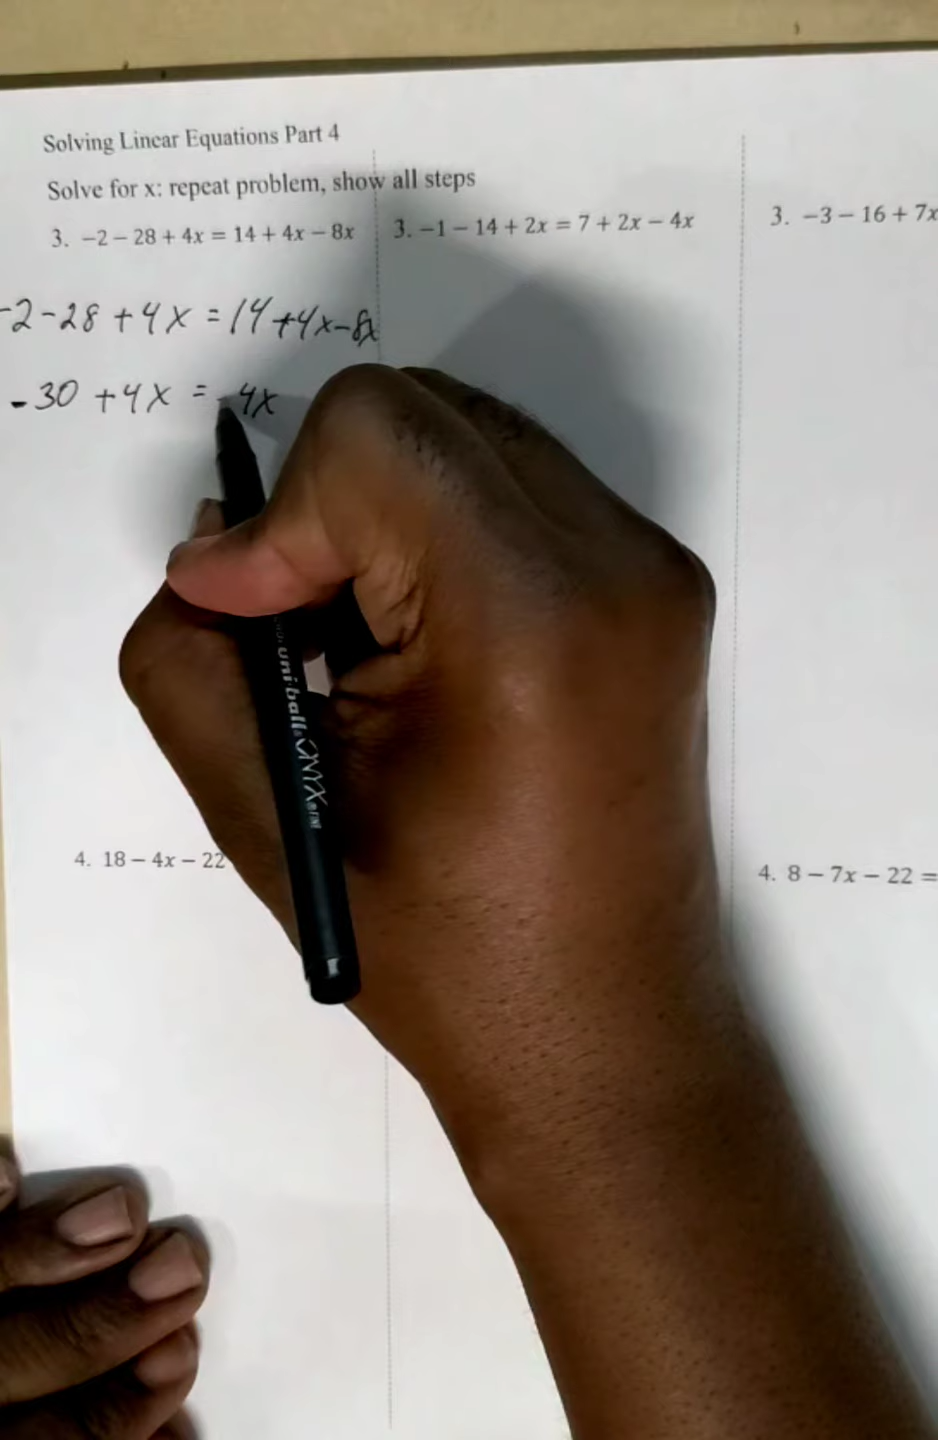 Solving Linear Equations Part 4
Solve for x: repeat problem, show all steps
3. −2 − 28 + 4x = 14 + 4x − 8x
3. −1 − 14 + 2x = 7 + 2x − 4x
3. −3 − 16 + 7x
-2-28 +4x =14+4x-8x
-30 +4x = -4x
uni-ball ONYX
4. 18 − 4x − 22
4. 8 − 7x − 22 =